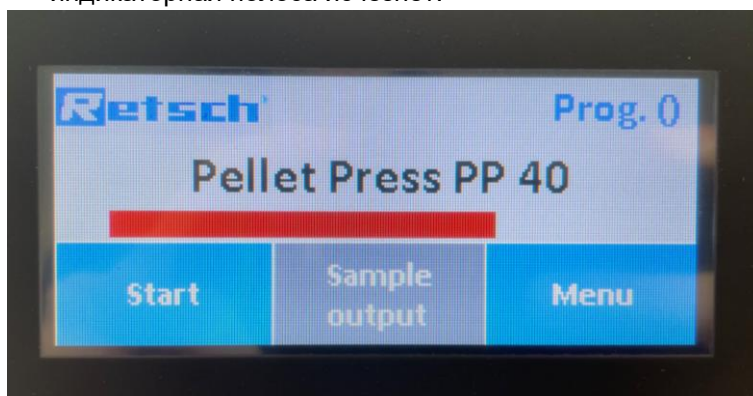 Retsch Prog. 0
Pellet Press PP 40
Start
Sample
output
Menu